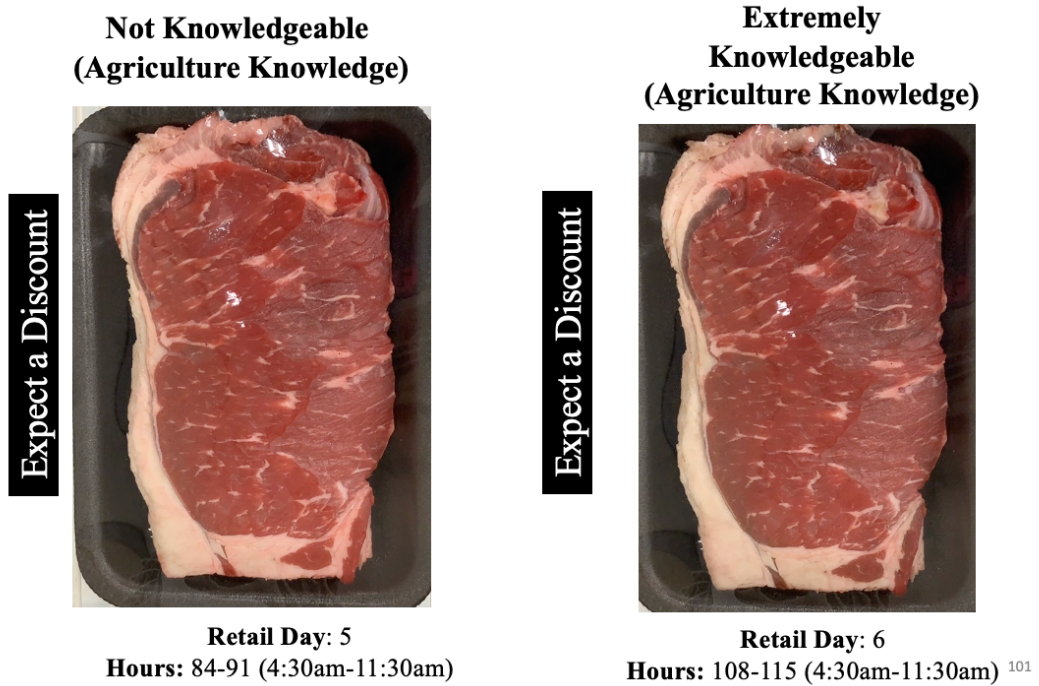 Not Knowledgeable
(Agriculture Knowledge)
Expect a Discount
Retail Day: 5
Hours: 84-91 (4:30am-11:30am)
Extremely
Knowledgeable
(Agriculture Knowledge)
Expect a Discount
Retail Day: 6
Hours: 108-115 (4:30am-11:30am)
101